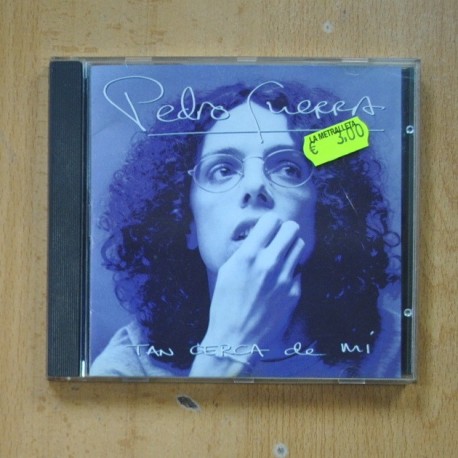 Pedro Guerra
LA METRALLETA
€ 3.00
TAN CERCA de mí